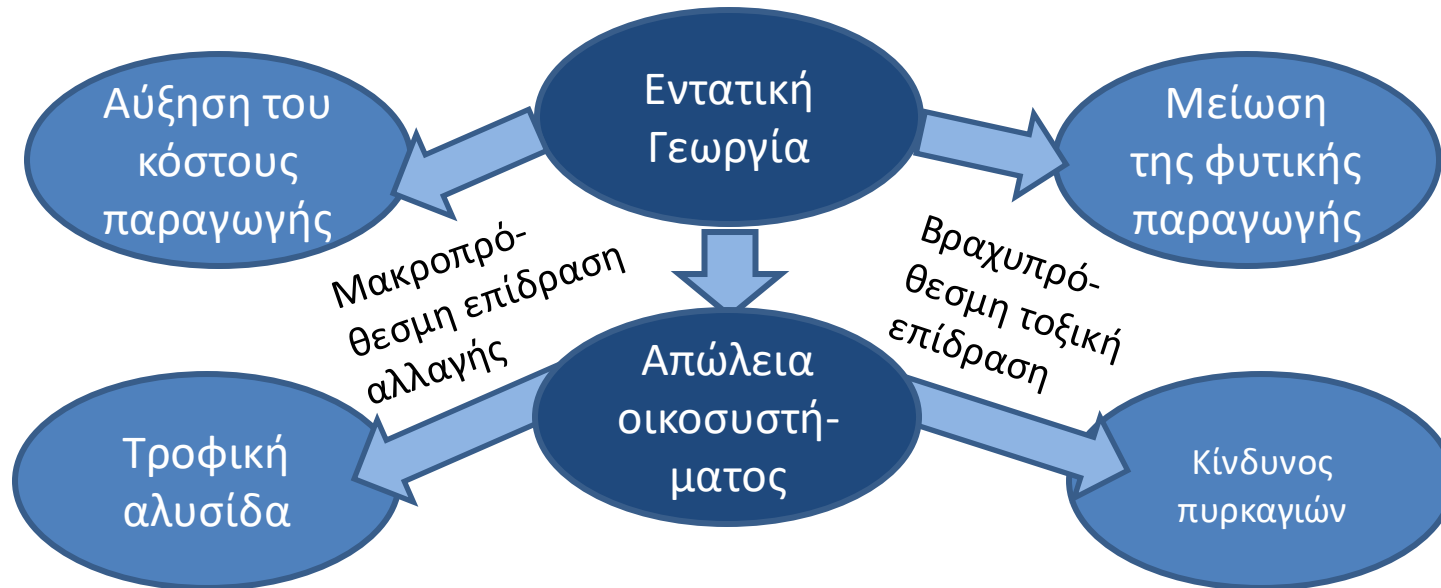 Εντατική
Γεωργία
Αύξηση του
κόστους
παραγωγής
Μείωση
της φυτικής
παραγωγής
Μακροπρό-
θεσμη επίδραση
αλλαγής
Βραχυπρό-
θεσμη τοξική
επίδραση
Απώλεια
οικοσυστή-
ματος
Τροφική
αλυσίδα
Κίνδυνος
πυρκαγιών